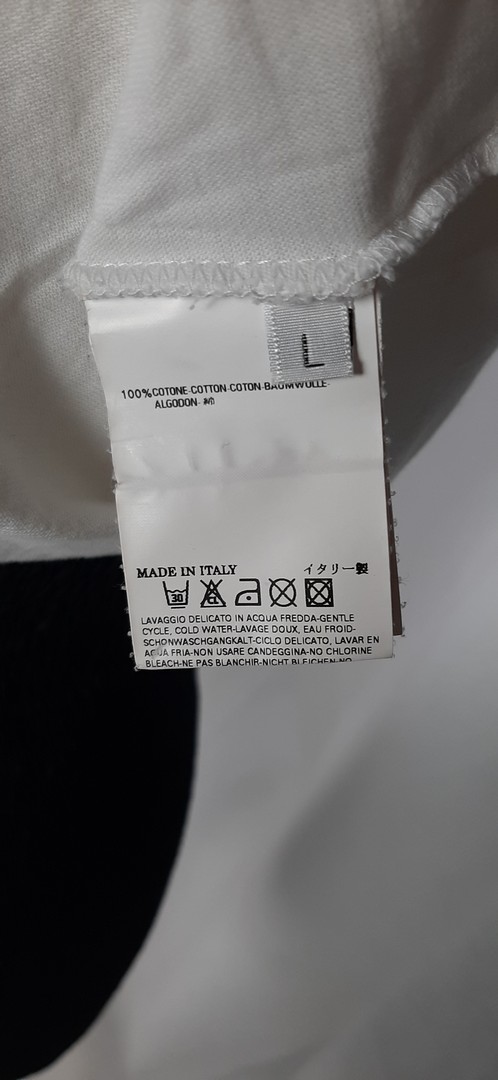 L
100%COTONE-COTTON-COTON-BAUMWOLLE-
ALGODON-
MADE IN ITALY イタリー製
30 CL
LAVAGGIO DELICATO IN ACQUA FREDDA-GENTLE
CYCLE, COLD WATER-LAVAGE DOUX, EAU FROID-
SCHONWASCHGANGKALT-CICLO DELICATO, LAVAR EN
AGUA FRIA-NON USARE CANDEGGINA-NO CHLORINE
BLEACH-NE PAS BLANCHIR-NICHT BLEICHEN-NO